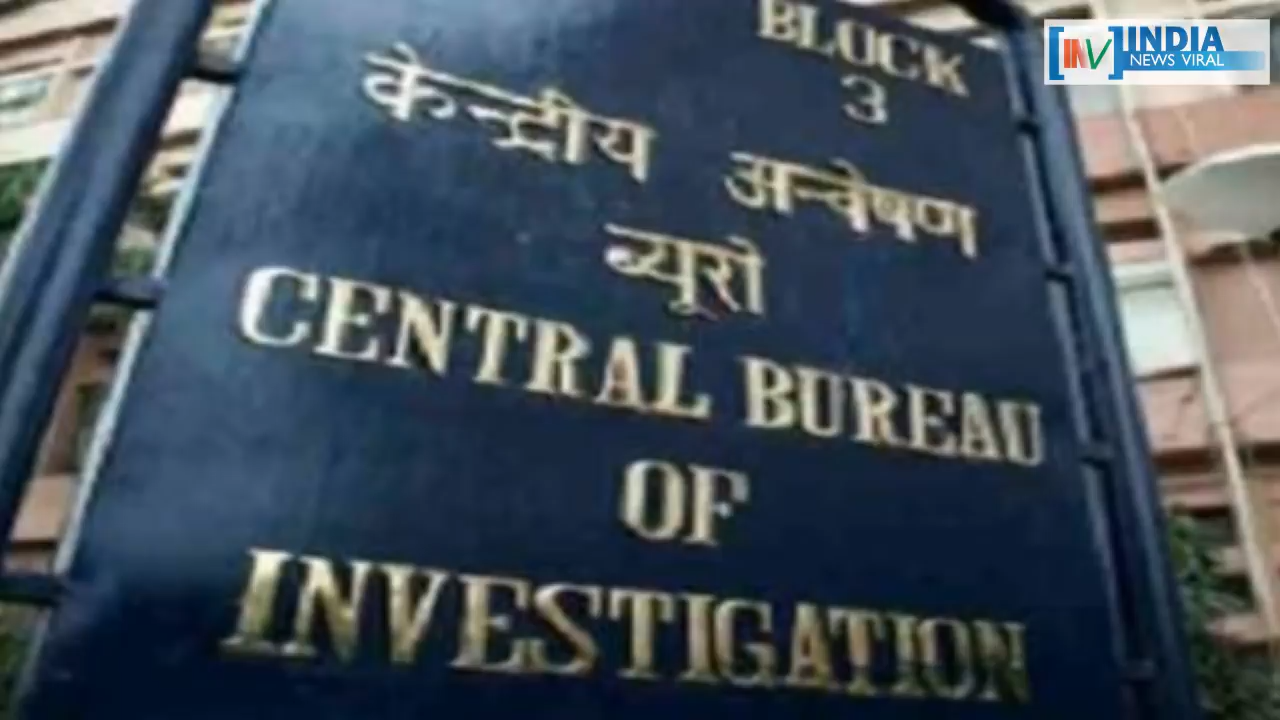 BLOCK
3
केन्द्रीय अन्वेषण
ब्यूरो
CENTRAL BUREAU
OF
INVESTIGATION
[INV] INDIA
NEWS VIRAL